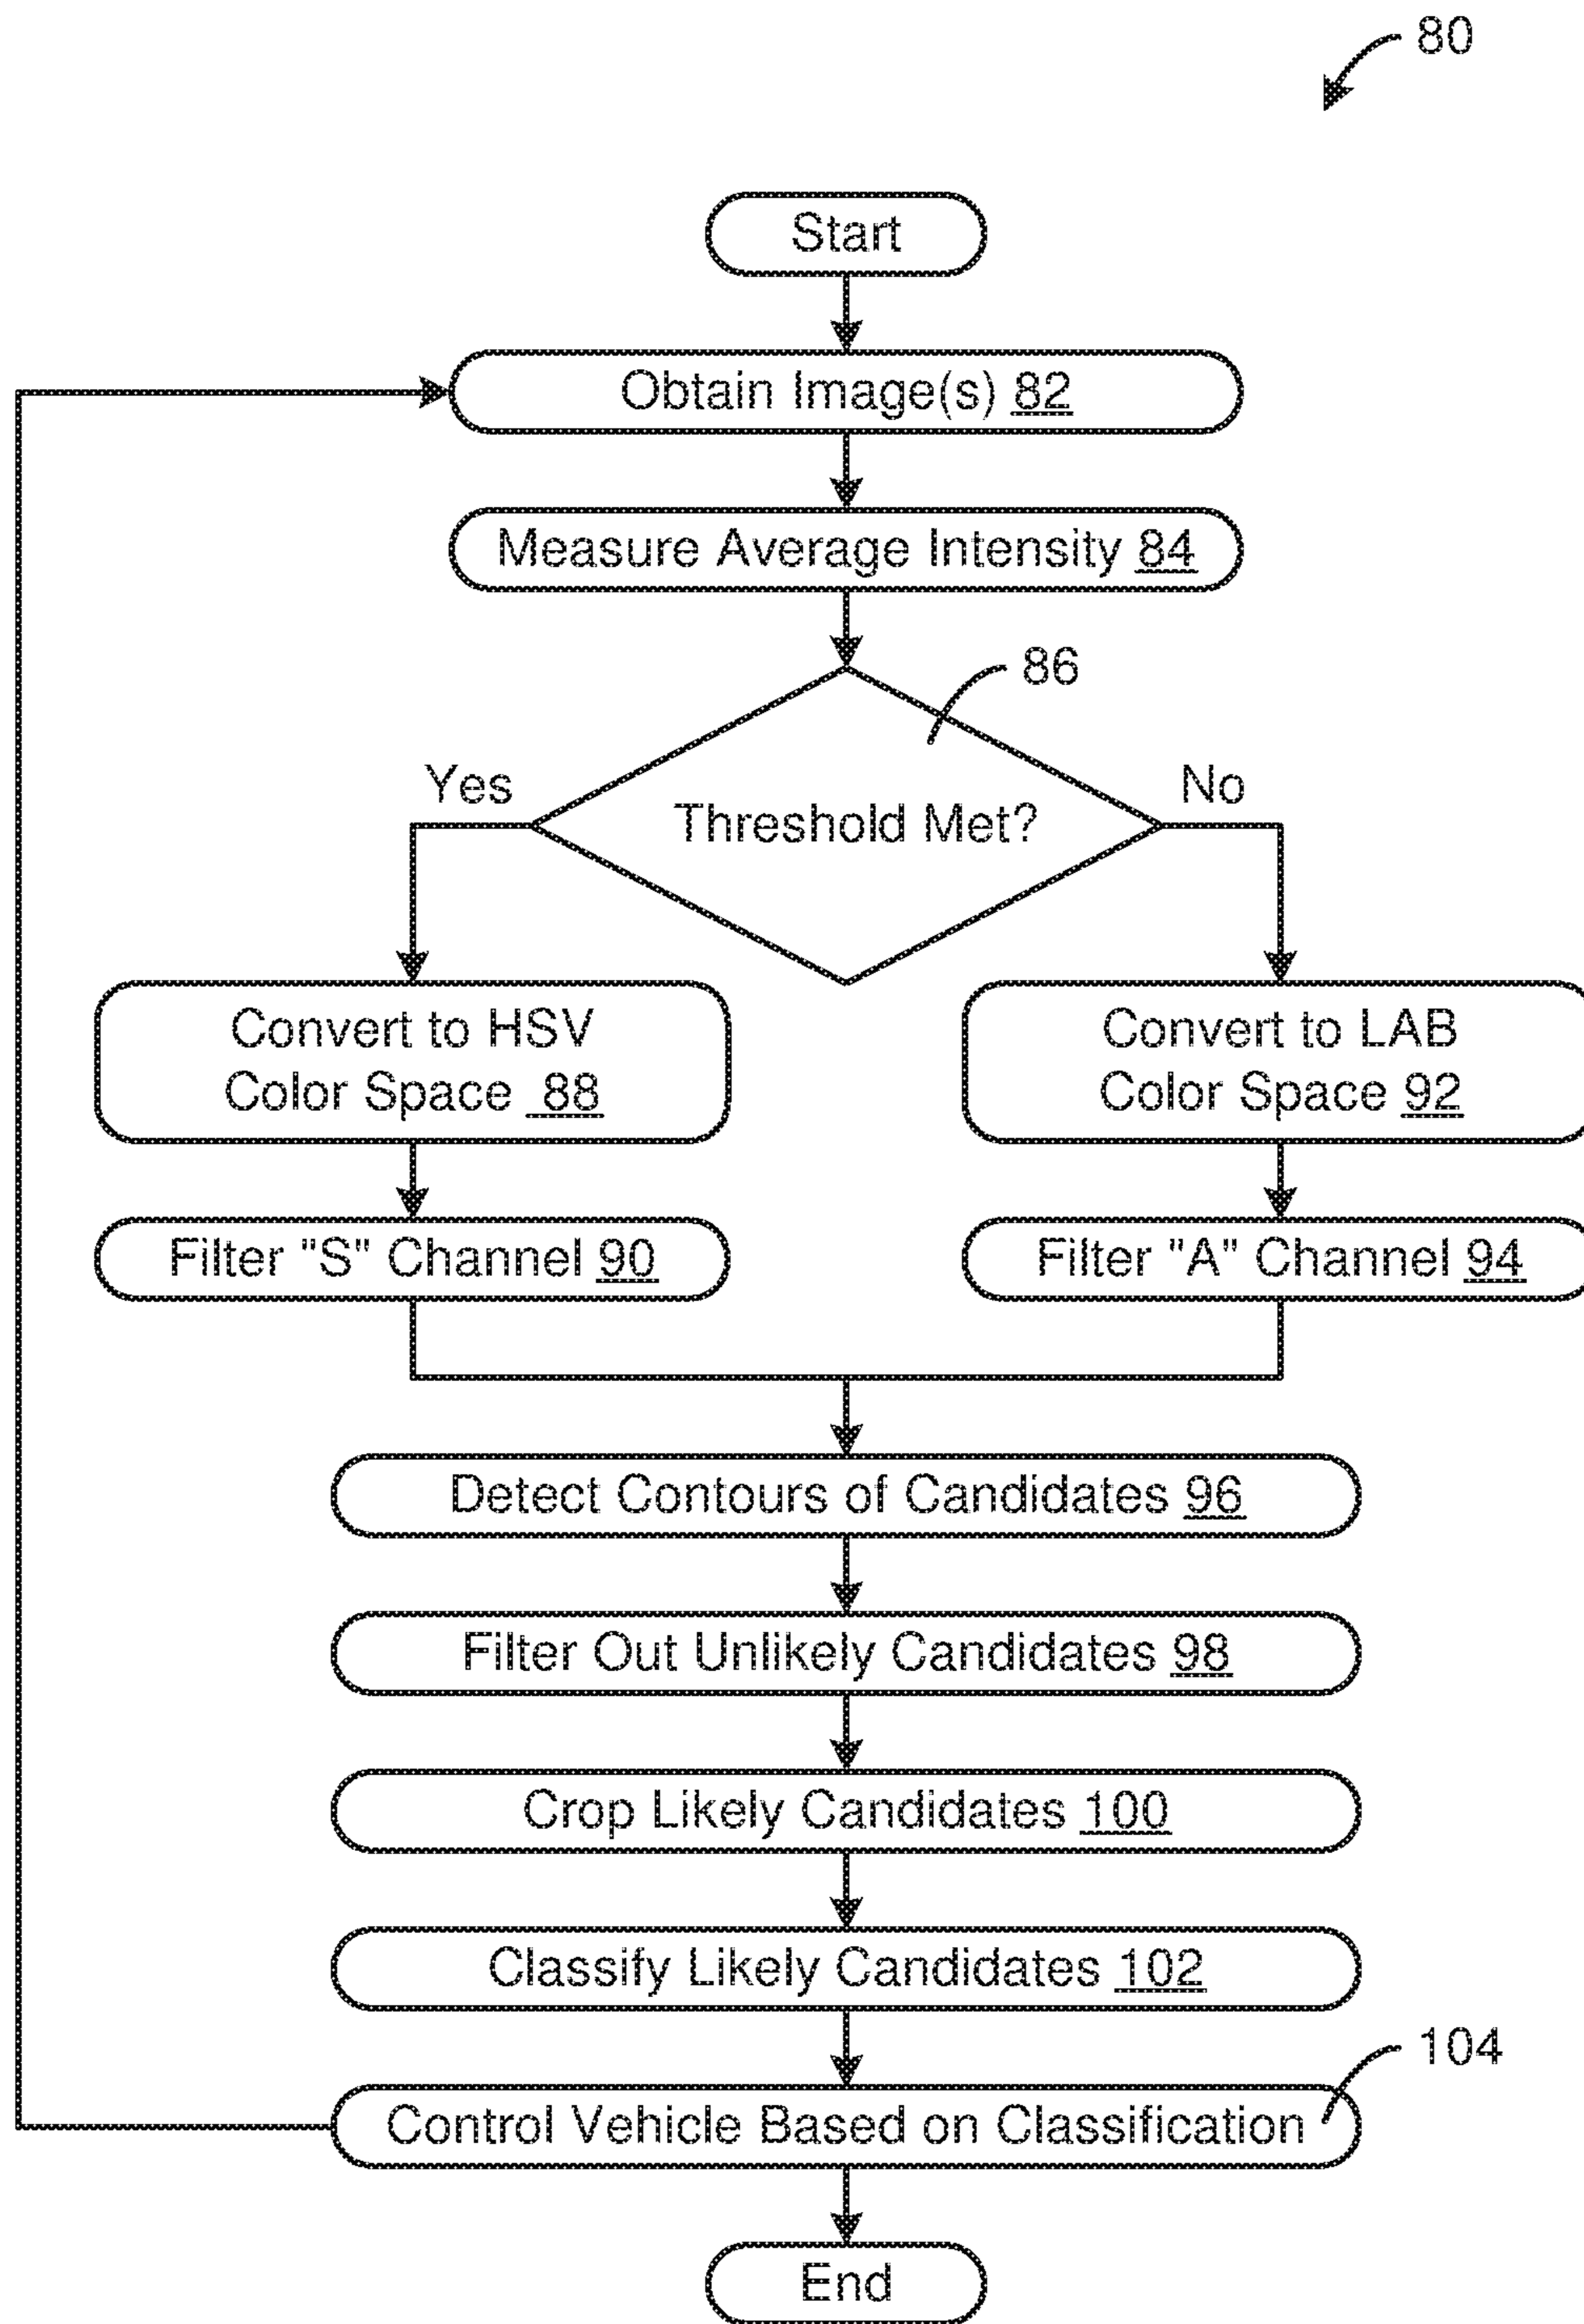 80
Start
Obtain Image(s) 82
Measure Average Intensity 84
86
Yes
No
Threshold Met?
Convert to HSV
Color Space 88
Convert to LAB
Color Space 92
Filter "S" Channel 90
Filter "A" Channel 94
Detect Contours of Candidates 96
Filter Out Unlikely Candidates 98
Crop Likely Candidates 100
Classify Likely Candidates 102
104
Control Vehicle Based on Classification
End